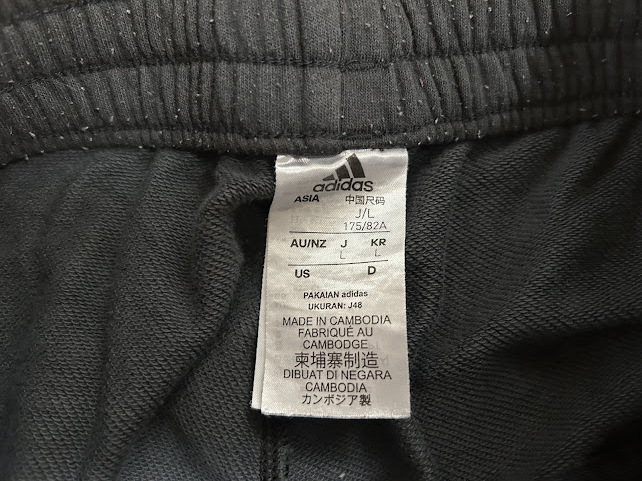 adidas
ASIA 中国尺码
J/L
175/82A
AU/NZ J KR
L L
US D
PAKAIAN adidas
UKURAN: J48
MADE IN CAMBODIA
FABRIQUÉ AU
CAMBODGE
柬埔寨制造
DIBUAT DI NEGARA
CAMBODIA
カンボジア製